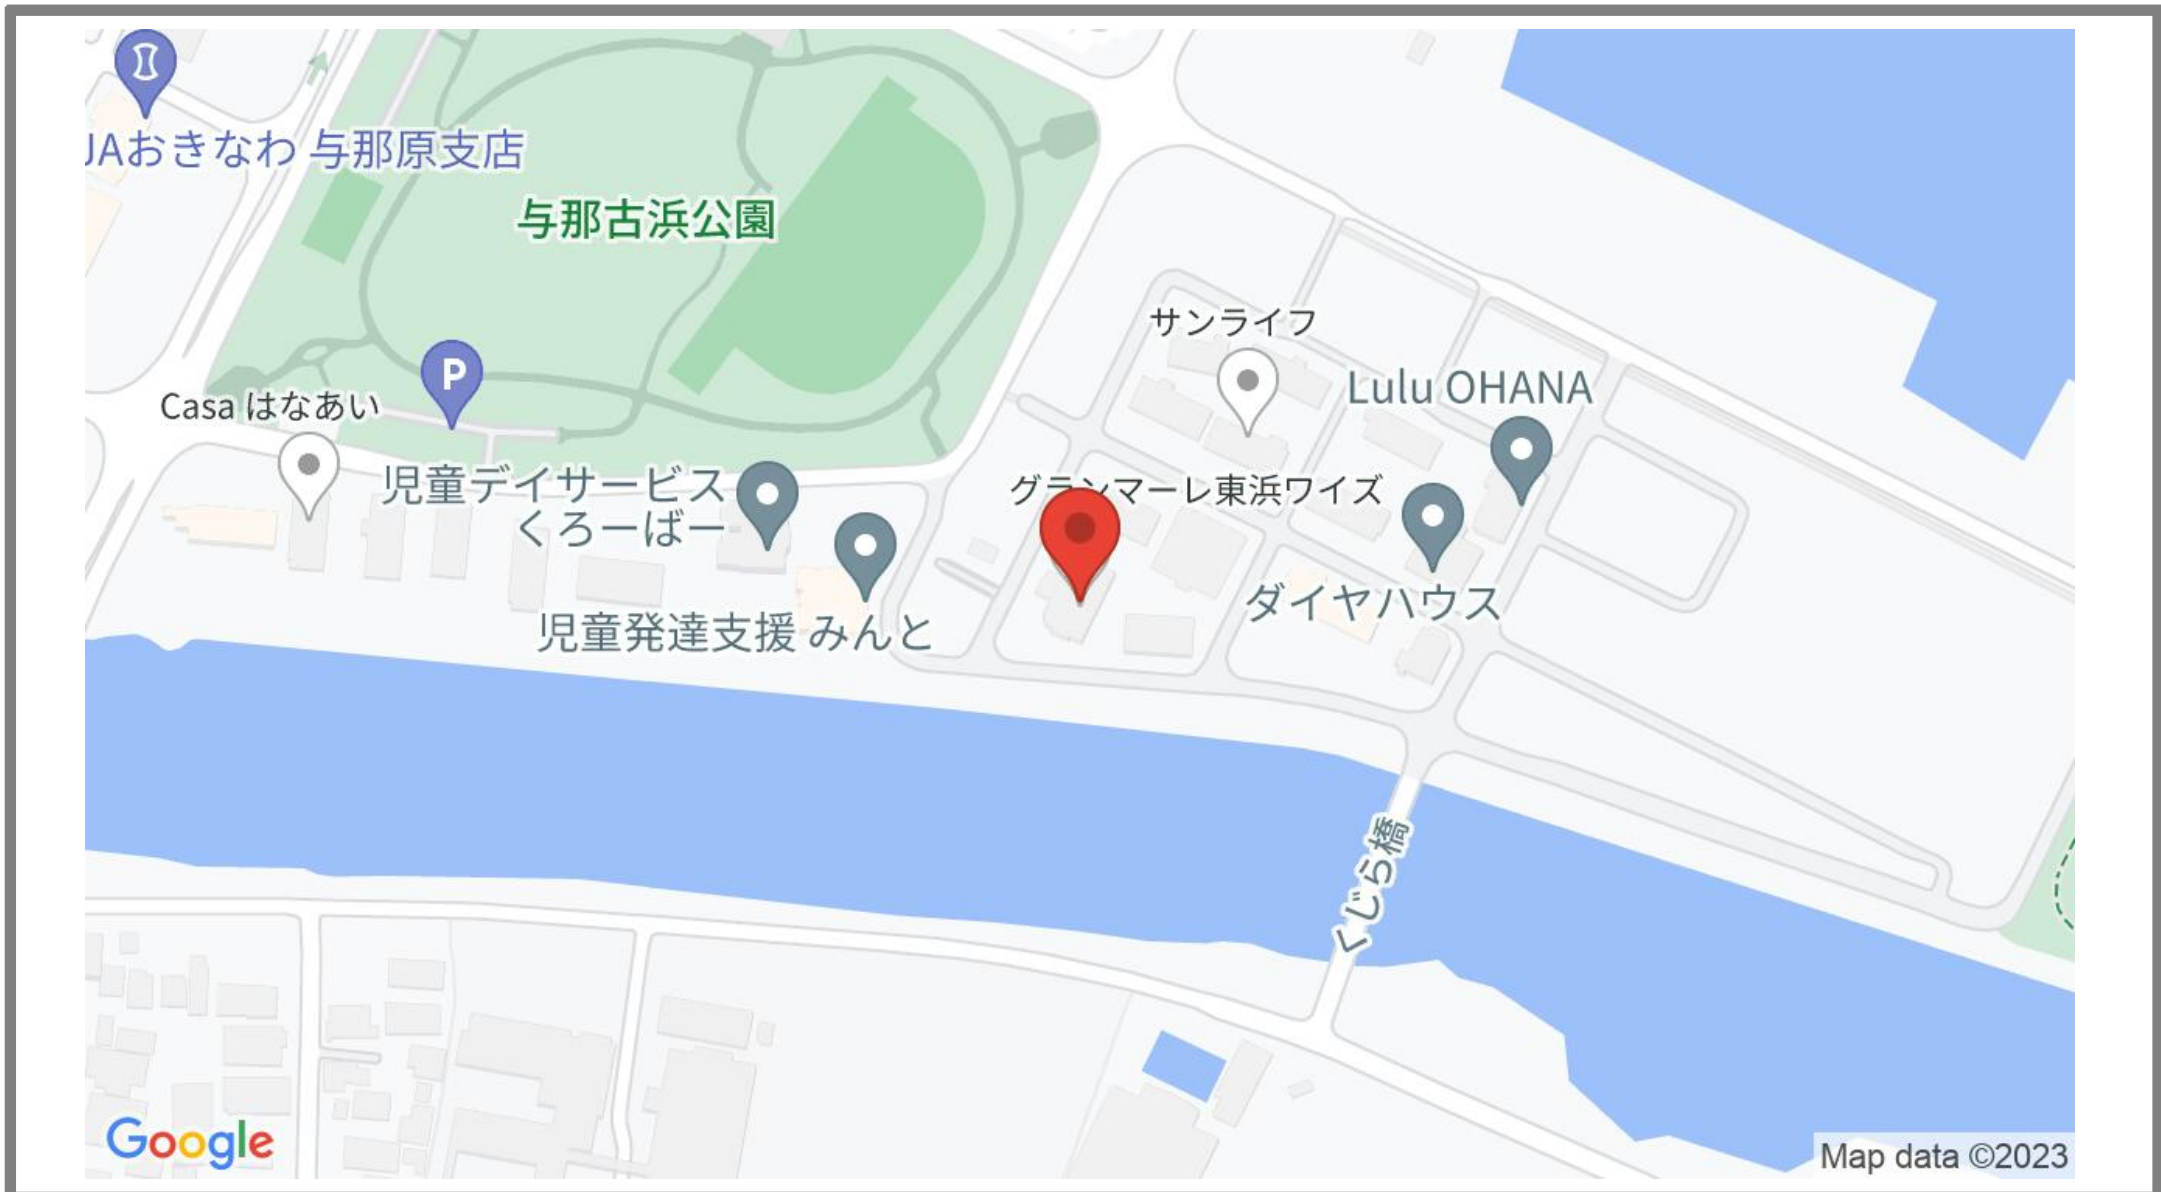 JAおきなわ 与那原支店
与那古浜公園
サンライフ
Lulu OHANA
P
Casa はなあい
児童デイサービス
くろーばー
グランマーレ東浜ワイズ
ダイヤハウス
児童発達支援 みんと
くじら橋
Google
Map data ©2023